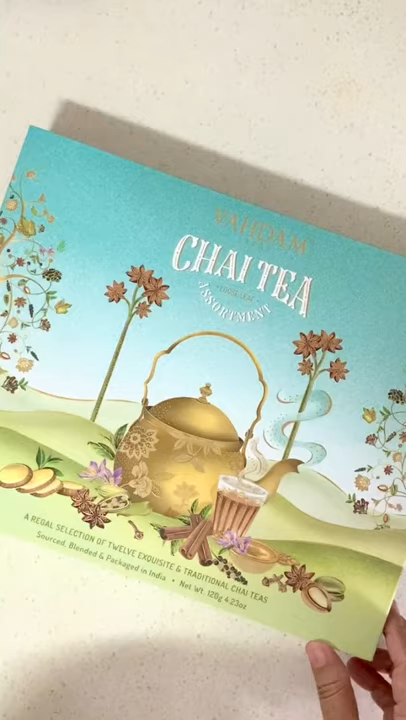 VAHDAM
CHAI TEA
LOOSE LEAF
ASSORTMENT
A REGAL SELECTION OF TWELVE EXQUISITE & TRADITIONAL CHAI TEAS
Sourced, Blended & Packaged in India • Net Wt. 120g 4.23oz